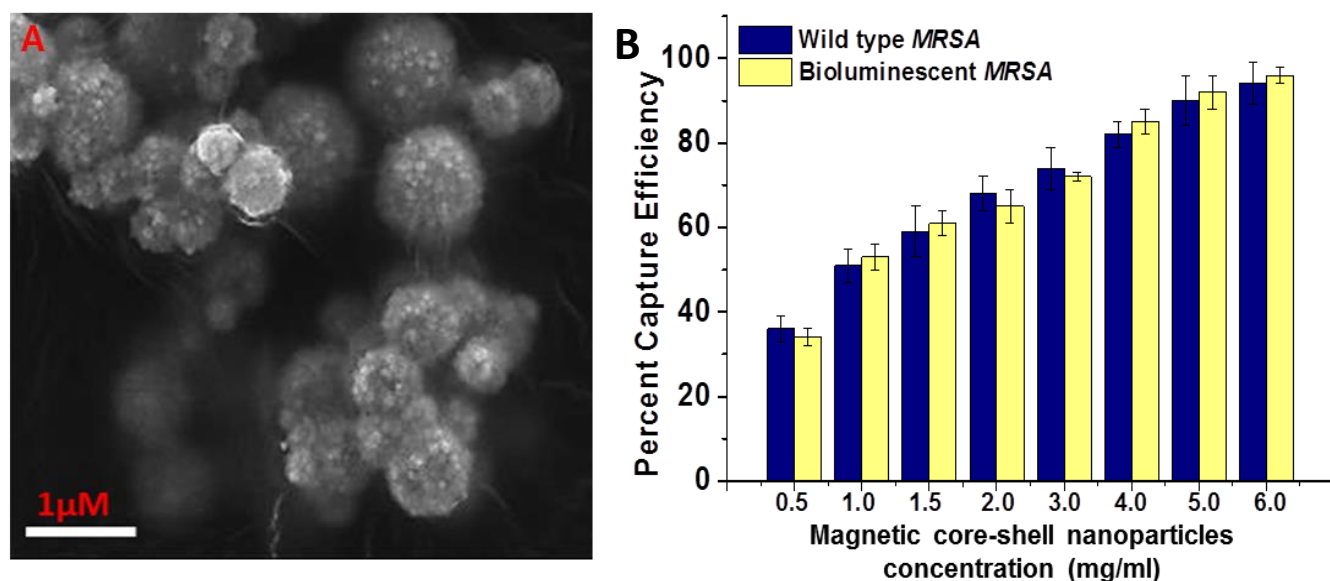 A
1µM
B
Wild type MRSA
Bioluminescent MRSA
Percent Capture Efficiency
100
80
60
40
20
0
0.5 1.0 1.5 2.0 3.0 4.0 5.0 6.0
Magnetic core-shell nanoparticles
concentration (mg/ml)